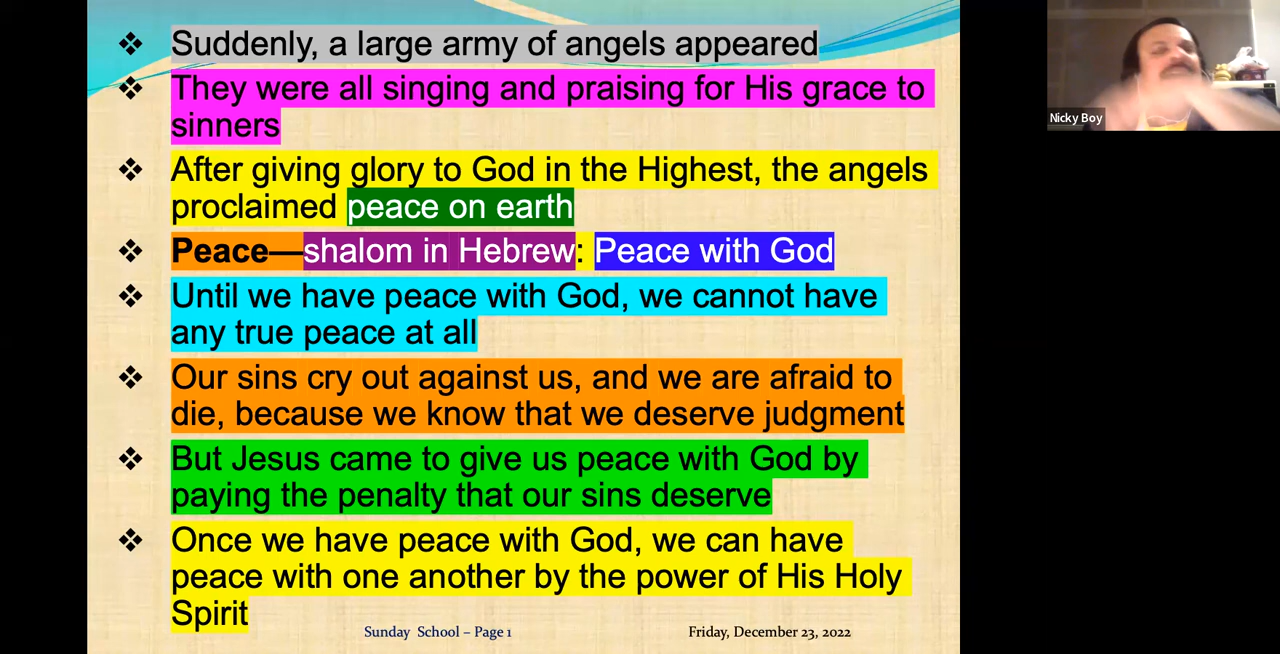 Suddenly, a large army of angels appeared
They were all singing and praising for His grace to
sinners
After giving glory to God in the Highest, the angels
proclaimed peace on earth
Peace—shalom in Hebrew: Peace with God
Until we have peace with God, we cannot have
any true peace at all
Our sins cry out against us, and we are afraid to
die, because we know that we deserve judgment
But Jesus came to give us peace with God by
paying the penalty that our sins deserve
Once we have peace with God, we can have
peace with one another by the power of His Holy
Spirit
Sunday School – Page 1
Friday, December 23, 2022
Nicky Boy